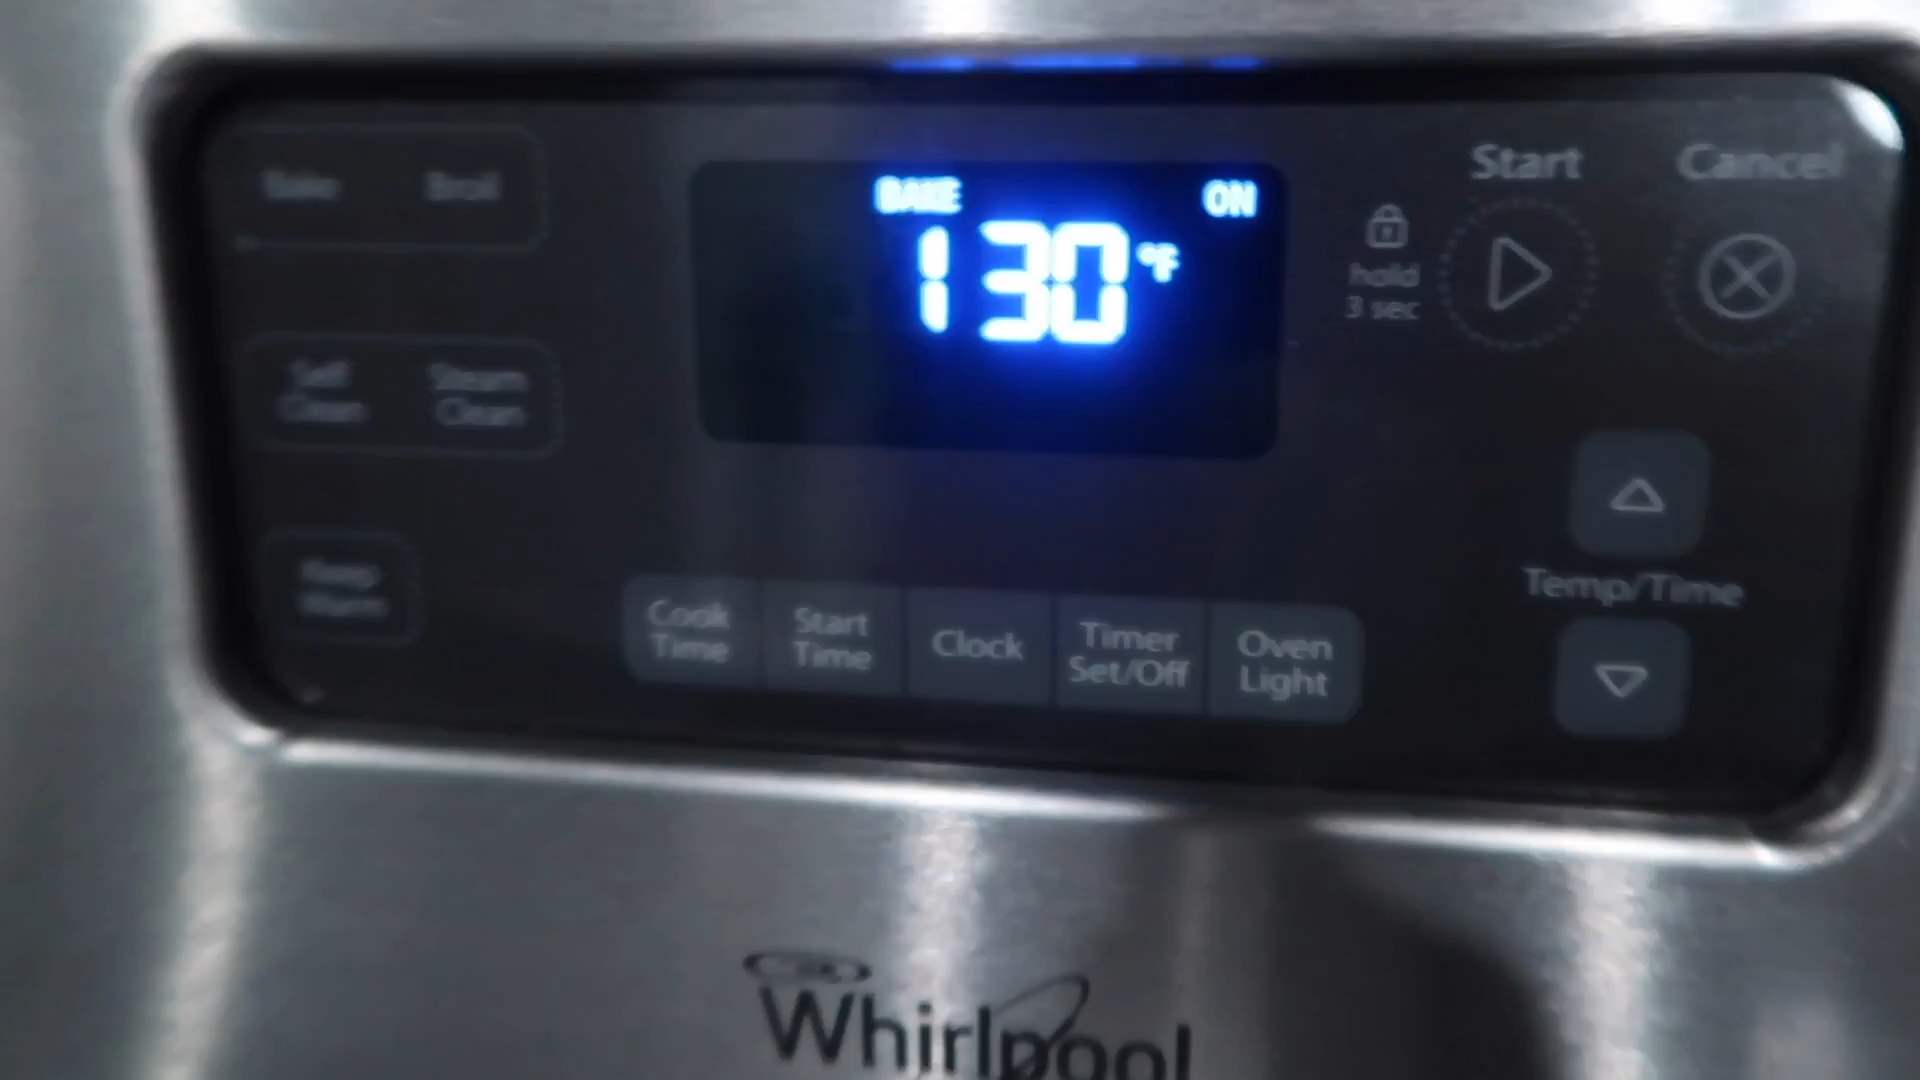 Bake Broil
BAKE ON
130 °F
Start Cancel
hold
3 sec
Self
Clean
Steam
Clean
Keep
Warm
Cook
Time
Start
Time
Clock
Timer
Set/Off
Oven
Light
Temp/Time
Whirlpool